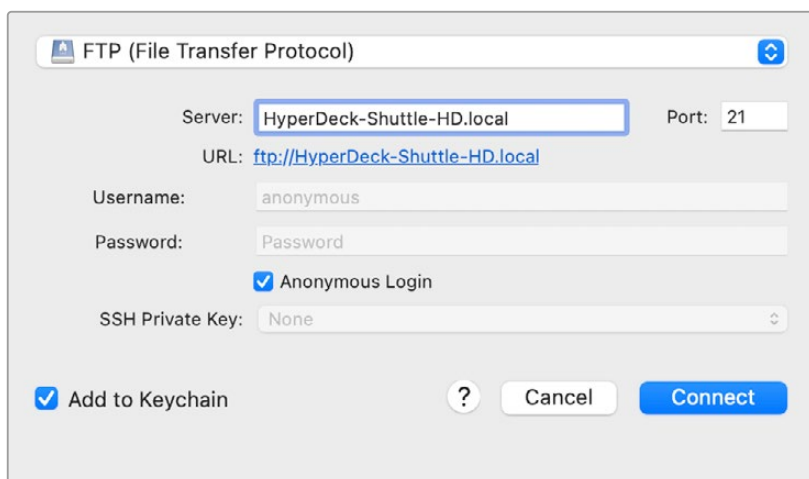 FTP (File Transfer Protocol)
Server: HyperDeck-Shuttle-HD.local Port: 21
URL: ftp://HyperDeck-Shuttle-HD.local
Username: anonymous
Password: Password
Anonymous Login
SSH Private Key: None
Add to Keychain ? Cancel Connect